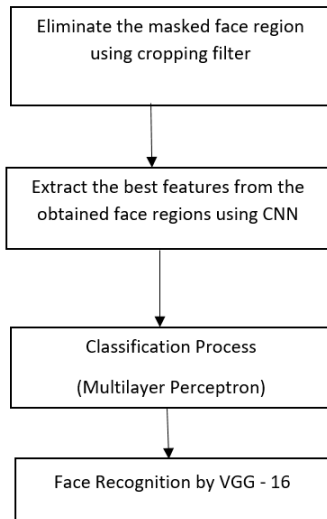 Eliminate the masked face region
using cropping filter
Extract the best features from the
obtained face regions using CNN
Classification Process
(Multilayer Perceptron)
Face Recognition by VGG - 16